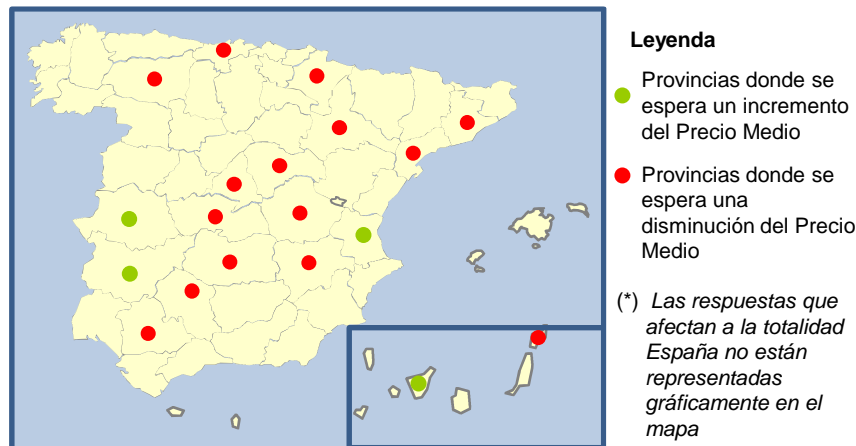 Leyenda
Provincias donde se
espera un incremento
del Precio Medio
Provincias donde se
espera una
disminución del Precio
Medio
(*) Las respuestas que
afectan a la totalidad
España no están
representadas
gráficamente en el
mapa